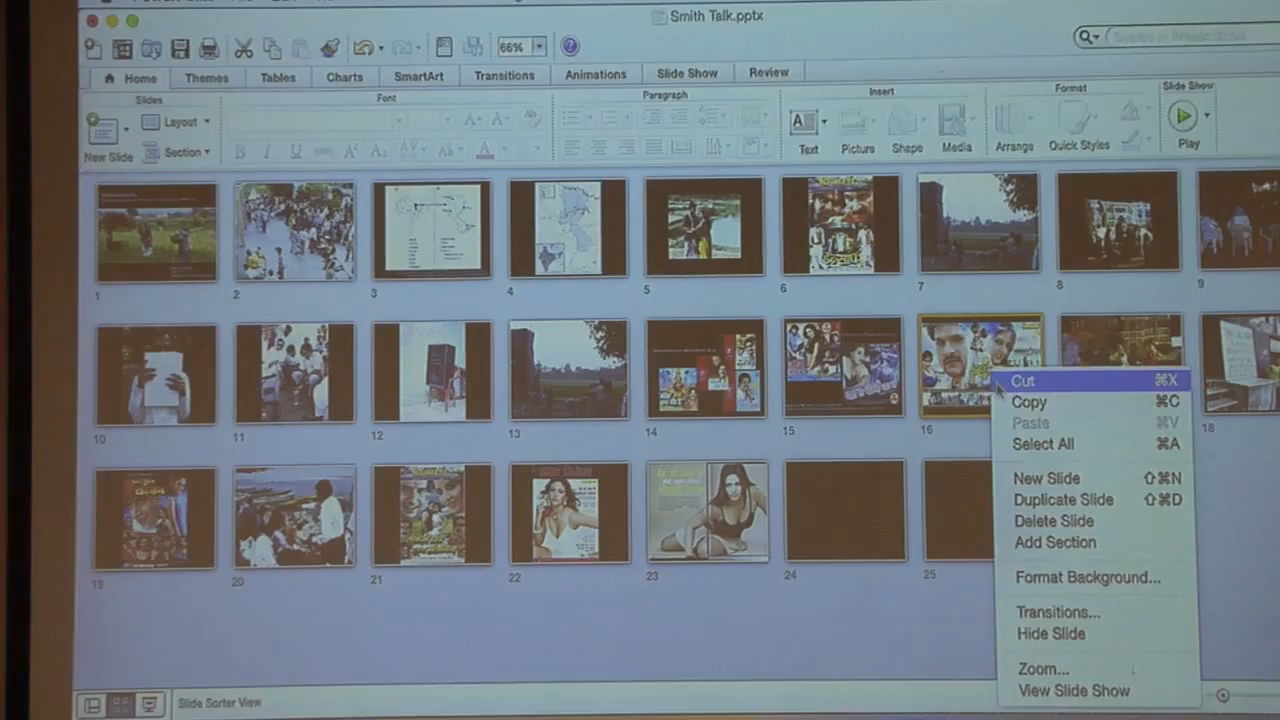 Smith Talk.pptx
66%
Home Themes Tables Charts SmartArt Transitions Animations Slide Show Review
Slides Font Paragraph Insert Format Slide Show
New Slide Layout Section
B I U
Text Picture Shape Media Arrange Quick Styles Play
1 2 3 4 5 6 7 8 9
10 11 12 13 14 15 16 18
19 20 21 22 23 24 25
Cut ⌘X
Copy ⌘C
Paste ⌘V
Select All ⌘A
New Slide ⇧⌘N
Duplicate Slide ⇧⌘D
Delete Slide
Add Section
Format Background...
Transitions...
Hide Slide
Zoom...
View Slide Show
Slide Sorter View